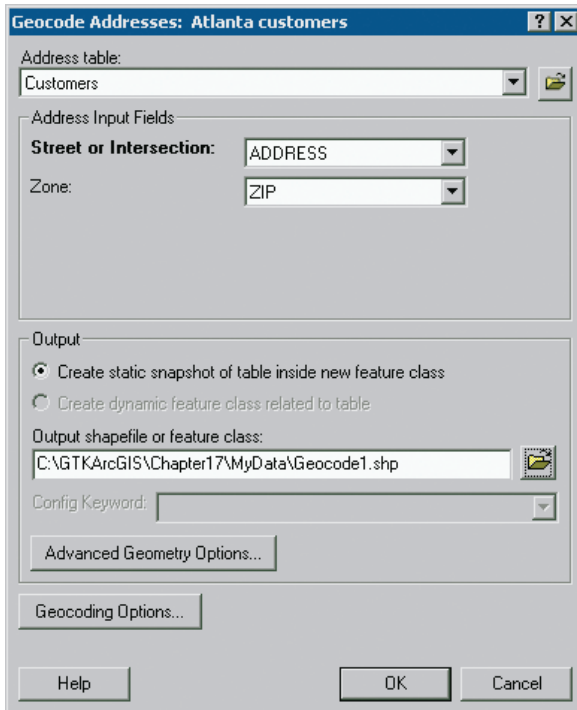 Geocode Addresses: Atlanta customers
Address table:
Customers
Address Input Fields
Street or Intersection: ADDRESS
Zone: ZIP
Output
Create static snapshot of table inside new feature class
Create dynamic feature class related to table
Output shapefile or feature class:
C:\GTKArcGIS\Chapter17\MyData\Geocode1.shp
Config Keyword:
Advanced Geometry Options...
Geocoding Options...
Help OK Cancel